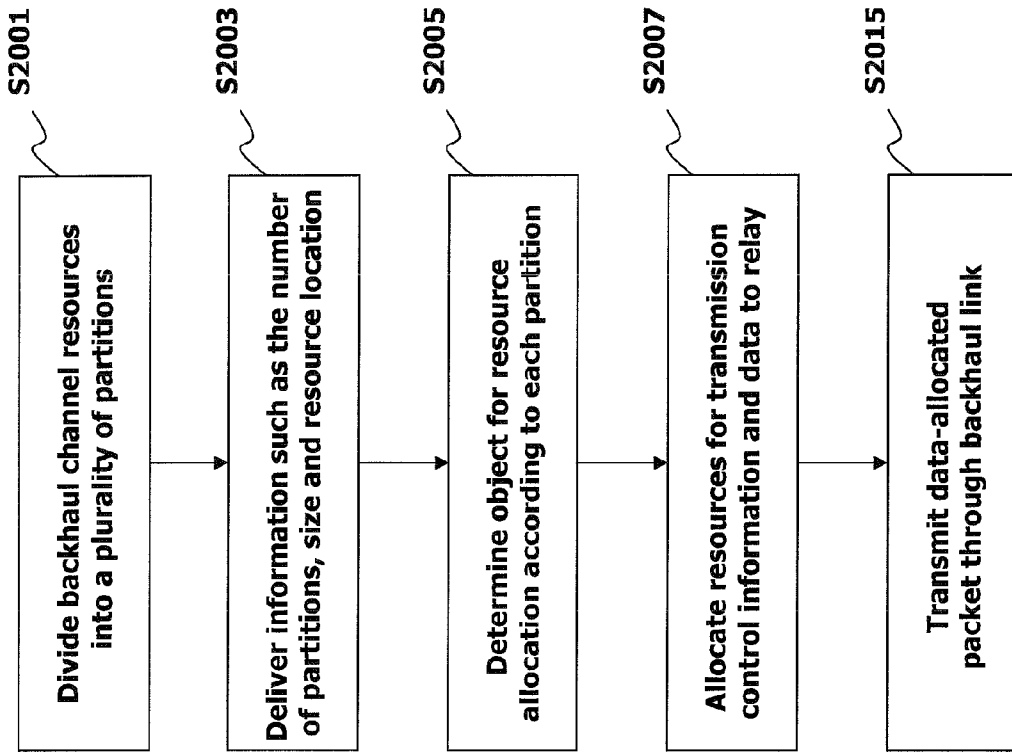 S2001
Divide backhaul channel resources
into a plurality of partitions
S2003
Deliver information such as the number
of partitions, size and resource location
S2005
Determine object for resource
allocation according to each partition
S2007
Allocate resources for transmission
control information and data to relay
S2015
Transmit data-allocated
packet through backhaul link